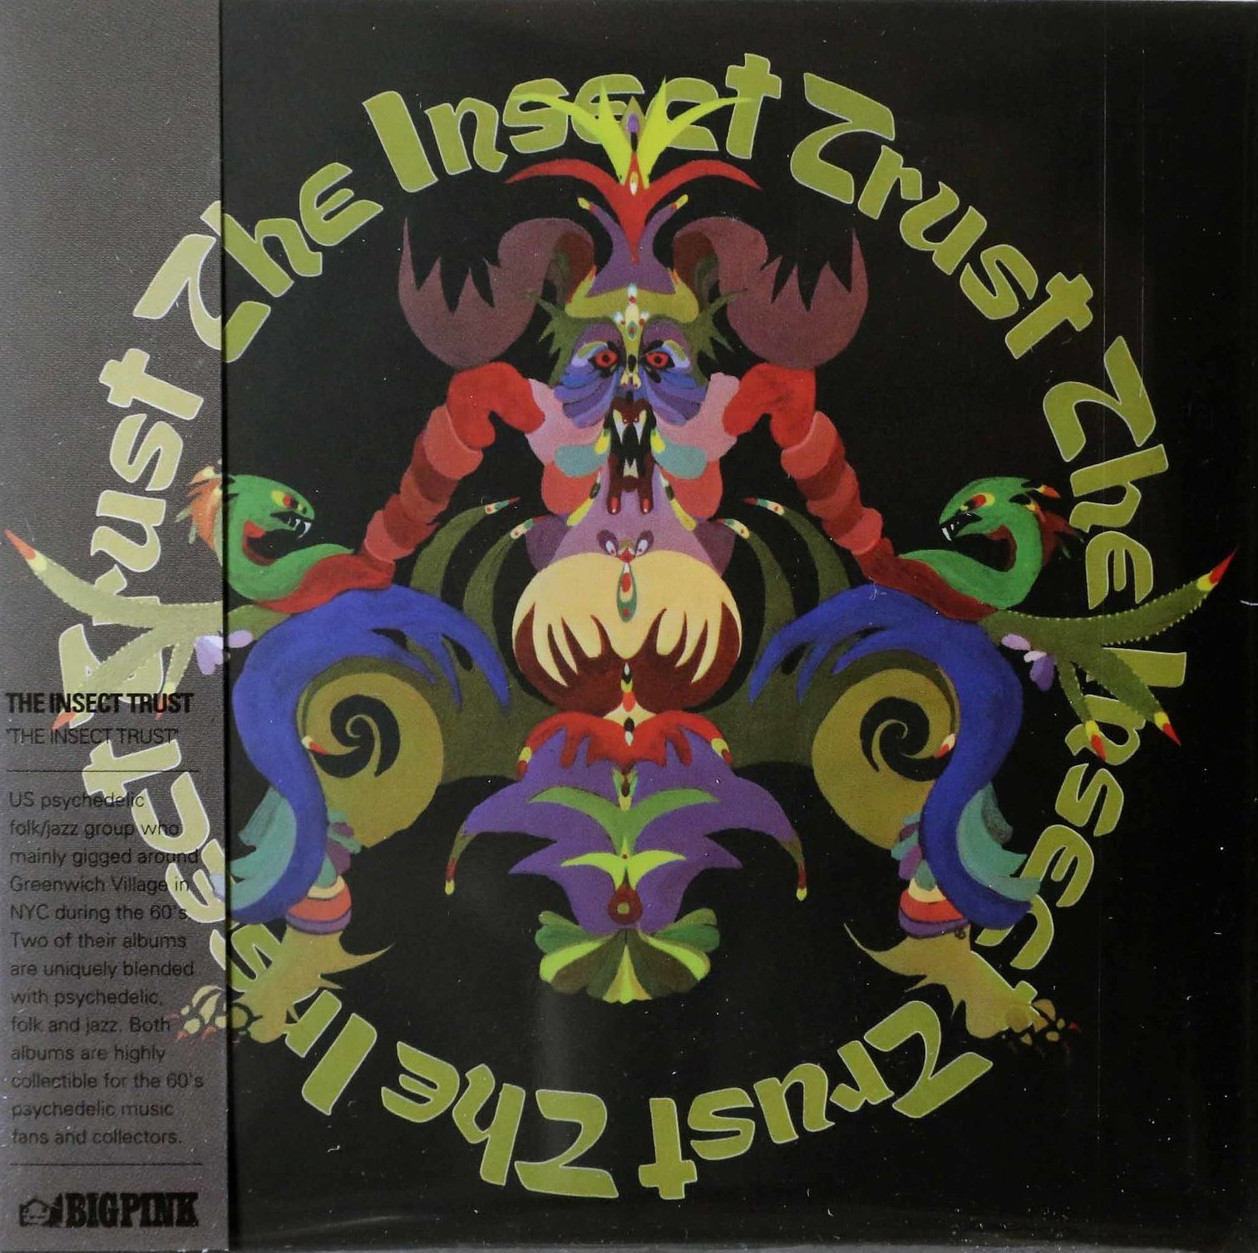 The Insect Trust The Insect Trust The Insect Trust
THE INSECT TRUST
'THE INSECT TRUST'
US psychedelic
folk/jazz group who
mainly gigged around
Greenwich Village in
NYC during the 60's.
Two of their albums
are uniquely blended
with psychedelic,
folk and jazz. Both
albums are highly
collectible for the 60's
psychedelic music
fans and collectors.
BIGPINK